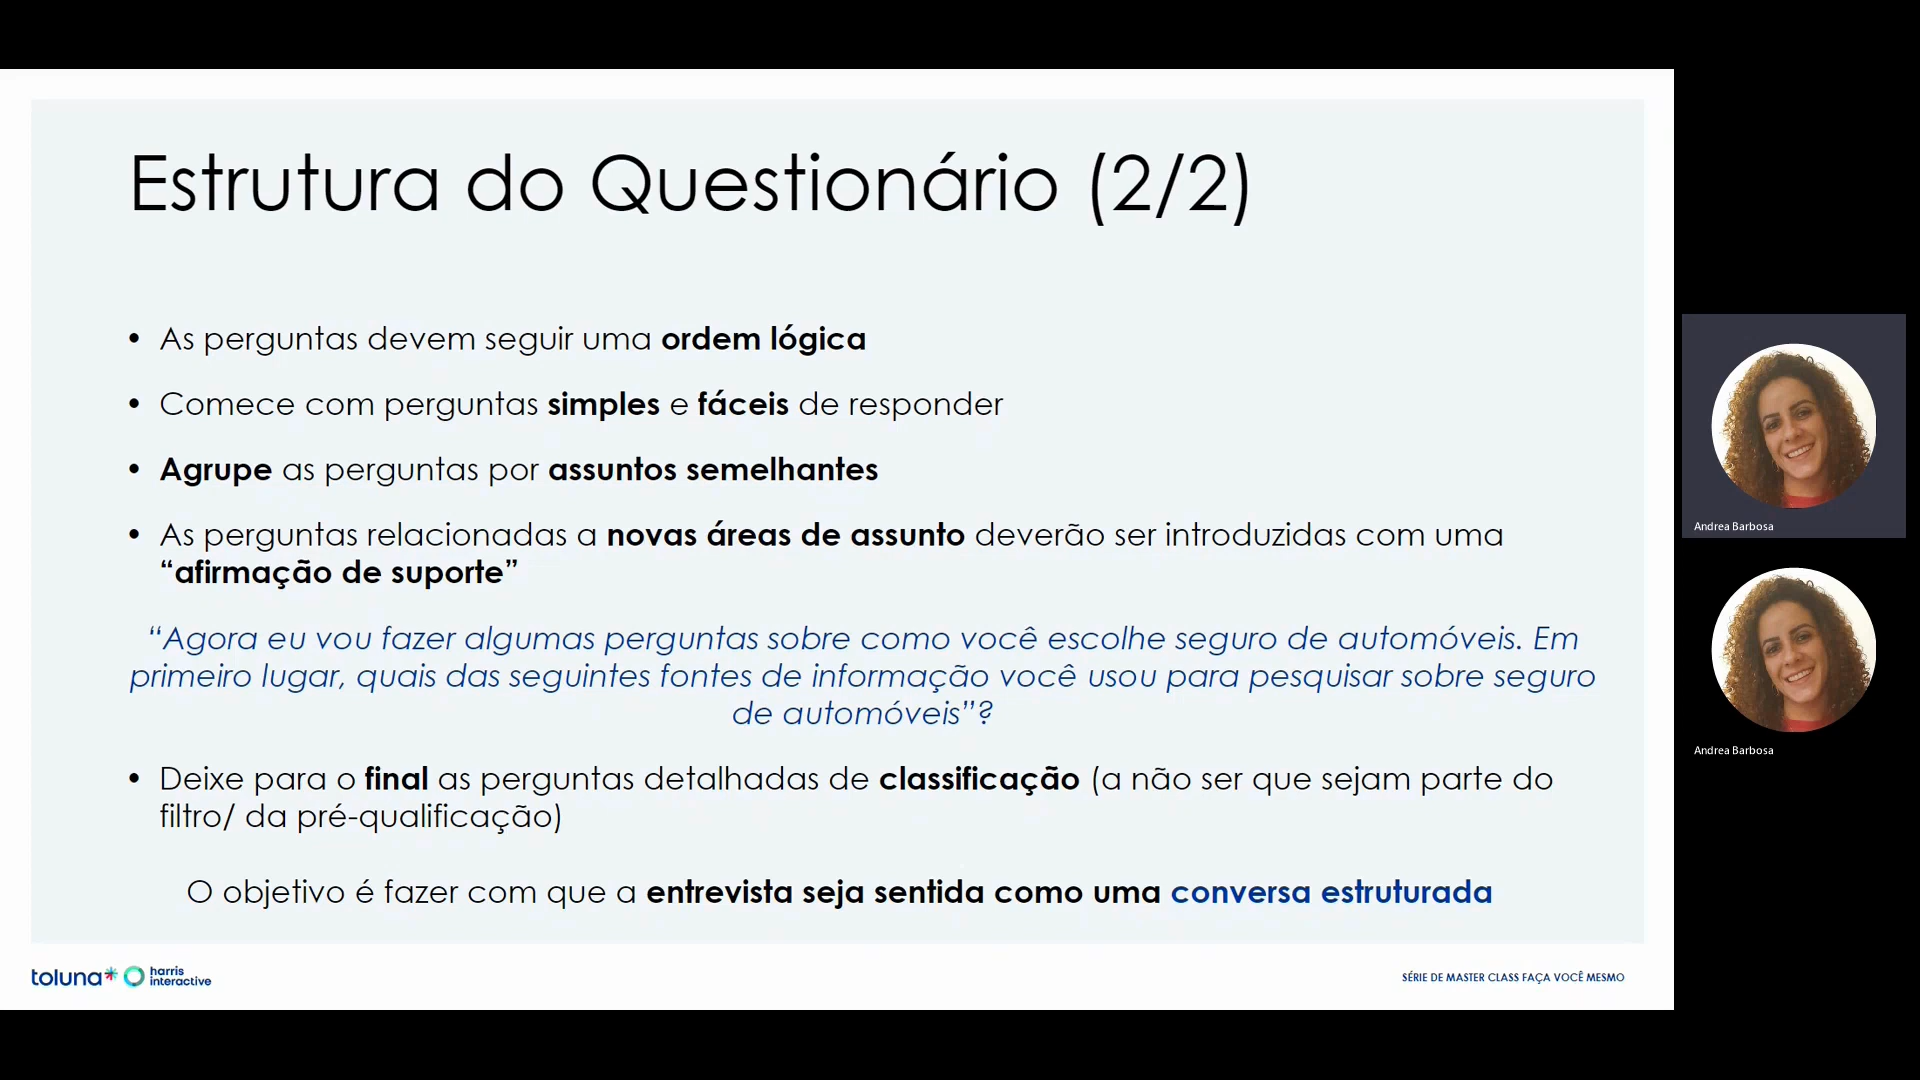 Estrutura do Questionário (2/2)
• As perguntas devem seguir uma ordem lógica
• Comece com perguntas simples e fáceis de responder
• Agrupe as perguntas por assuntos semelhantes
• As perguntas relacionadas a novas áreas de assunto deverão ser introduzidas com uma
“afirmação de suporte”
“Agora eu vou fazer algumas perguntas sobre como você escolhe seguro de automóveis. Em
primeiro lugar, quais das seguintes fontes de informação você usou para pesquisar sobre seguro
de automóveis”?
• Deixe para o final as perguntas detalhadas de classificação (a não ser que sejam parte do
filtro/ da pré-qualificação)
O objetivo é fazer com que a entrevista seja sentida como uma conversa estruturada
toluna* harris
interactive
SÉRIE DE MASTER CLASS FAÇA VOCÊ MESMO
Andrea Barbosa
Andrea Barbosa